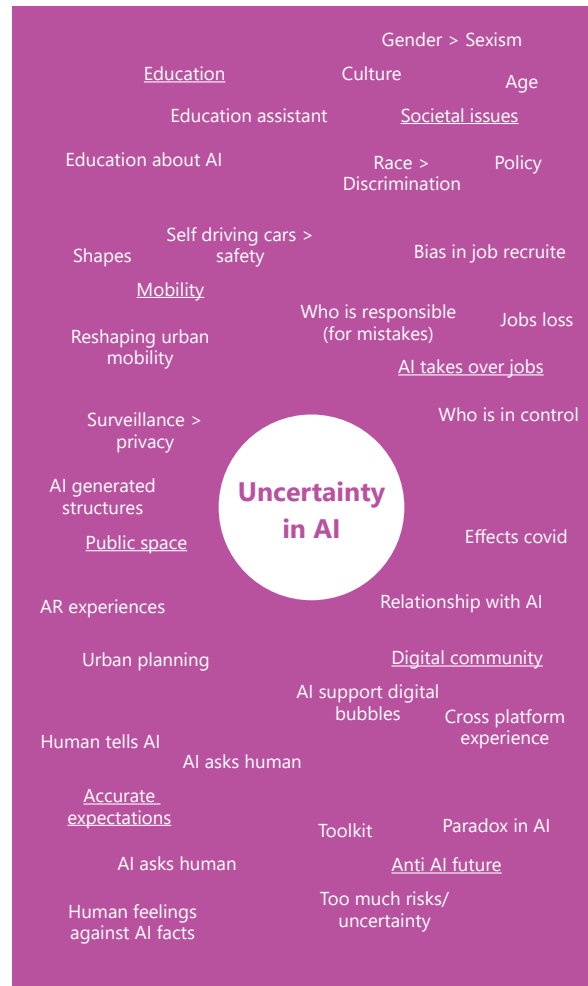 Gender > Sexism
Education
Culture
Age
Education assistant
Societal issues
Education about AI
Race >
Discrimination
Policy
Self driving cars >
safety
Shapes
Bias in job recruite
Mobility
Who is responsible
(for mistakes)
Jobs loss
Reshaping urban
mobility
AI takes over jobs
Surveillance >
privacy
Who is in control
Uncertainty
in AI
AI generated
structures
Public space
Effects covid
AR experiences
Relationship with AI
Urban planning
Digital community
AI support digital
bubbles
Cross platform
experience
Human tells AI
AI asks human
Accurate
expectations
Toolkit
Paradox in AI
AI asks human
Anti AI future
Human feelings
against AI facts
Too much risks/
uncertainty